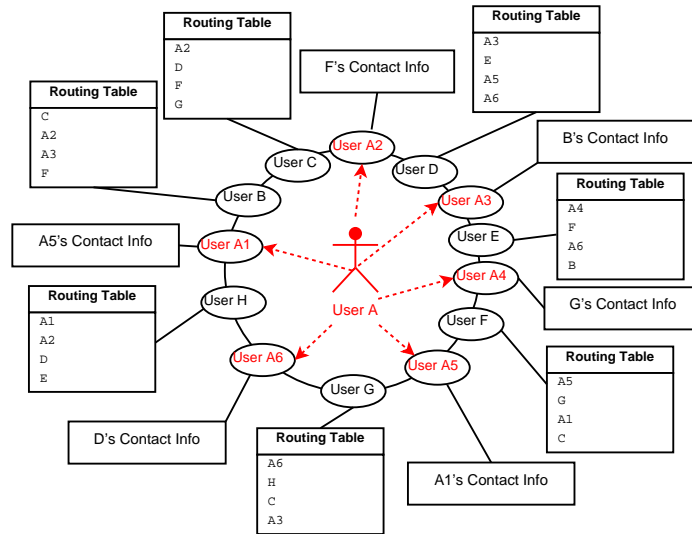 Routing Table
A2
D
F
G
F's Contact Info
Routing Table
A3
E
A5
A6
Routing Table
C
A2
A3
F
User C
User A2
User D
B's Contact Info
User B
User A3
Routing Table
A4
F
A6
B
A5's Contact Info
User A1
User E
User A4
G's Contact Info
User H
User A
User F
Routing Table
A1
A2
D
E
Routing Table
A5
G
A1
C
User A6
User A5
User G
D's Contact Info
Routing Table
A6
H
C
A3
A1's Contact Info